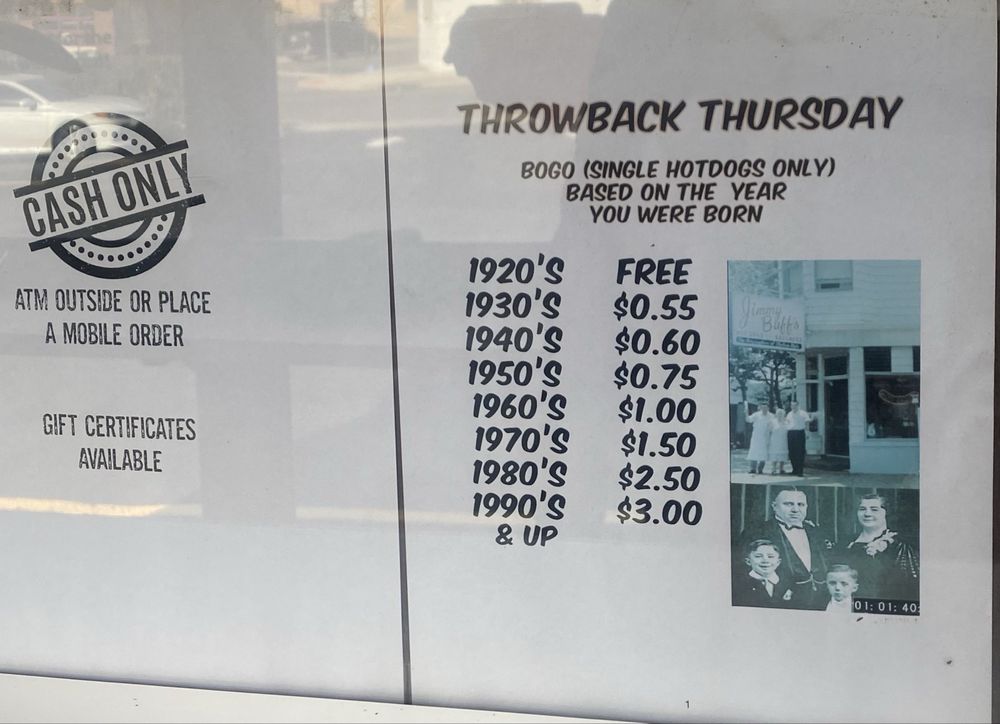 CASH ONLY
ATM OUTSIDE OR PLACE
A MOBILE ORDER
GIFT CERTIFICATES
AVAILABLE
THROWBACK THURSDAY
BOGO (SINGLE HOTDOGS ONLY)
BASED ON THE YEAR
YOU WERE BORN
1920'S FREE
1930'S $0.55
1940'S $0.60
1950'S $0.75
1960'S $1.00
1970'S $1.50
1980'S $2.50
1990'S $3.00
& UP
Jimmy
Buff's
01: 01: 40:
1